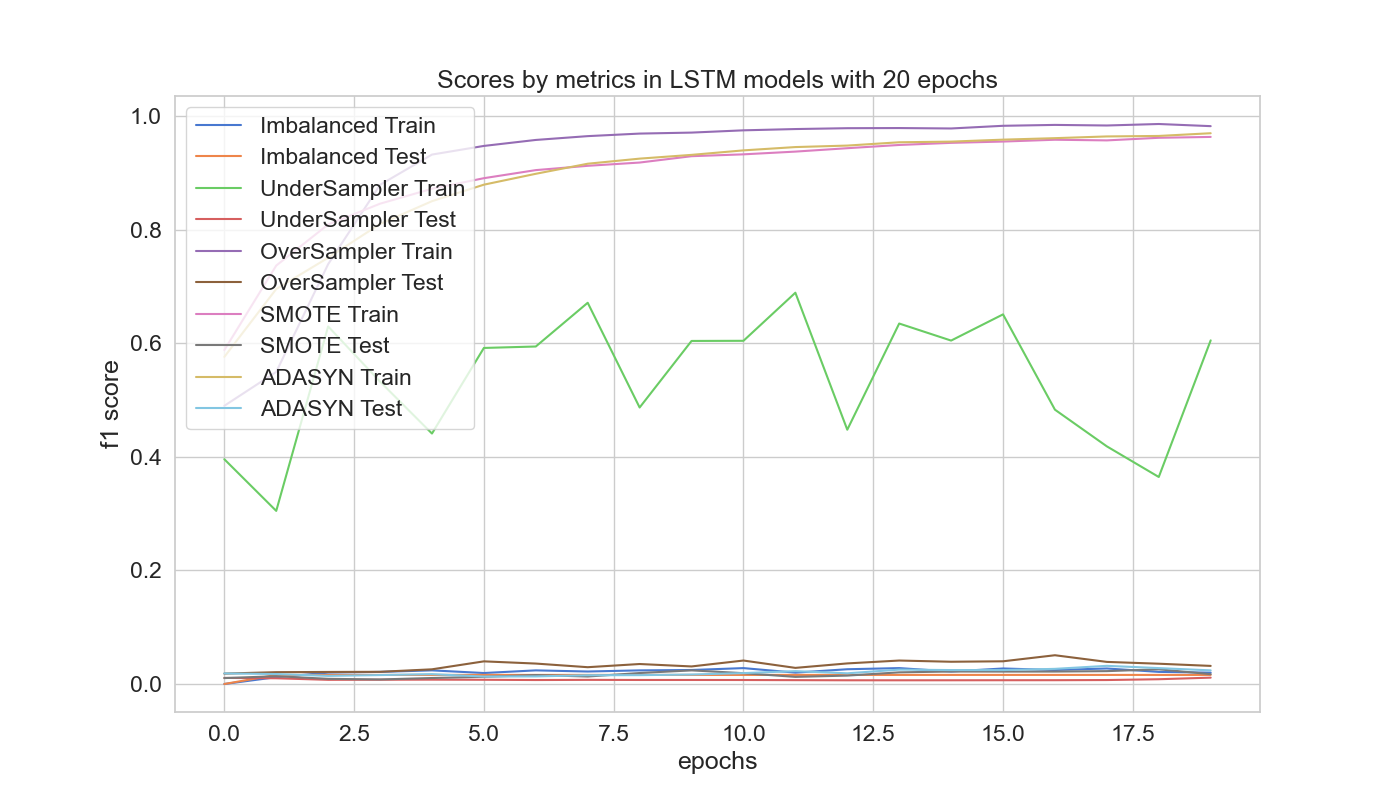 Scores by metrics in LSTM models with 20 epochs
1.0
0.8
0.6
0.4
0.2
0.0
f1 score
Imbalanced Train
Imbalanced Test
UnderSampler Train
UnderSampler Test
OverSampler Train
OverSampler Test
SMOTE Train
SMOTE Test
ADASYN Train
ADASYN Test
0.0 2.5 5.0 7.5 10.0 12.5 15.0 17.5
epochs